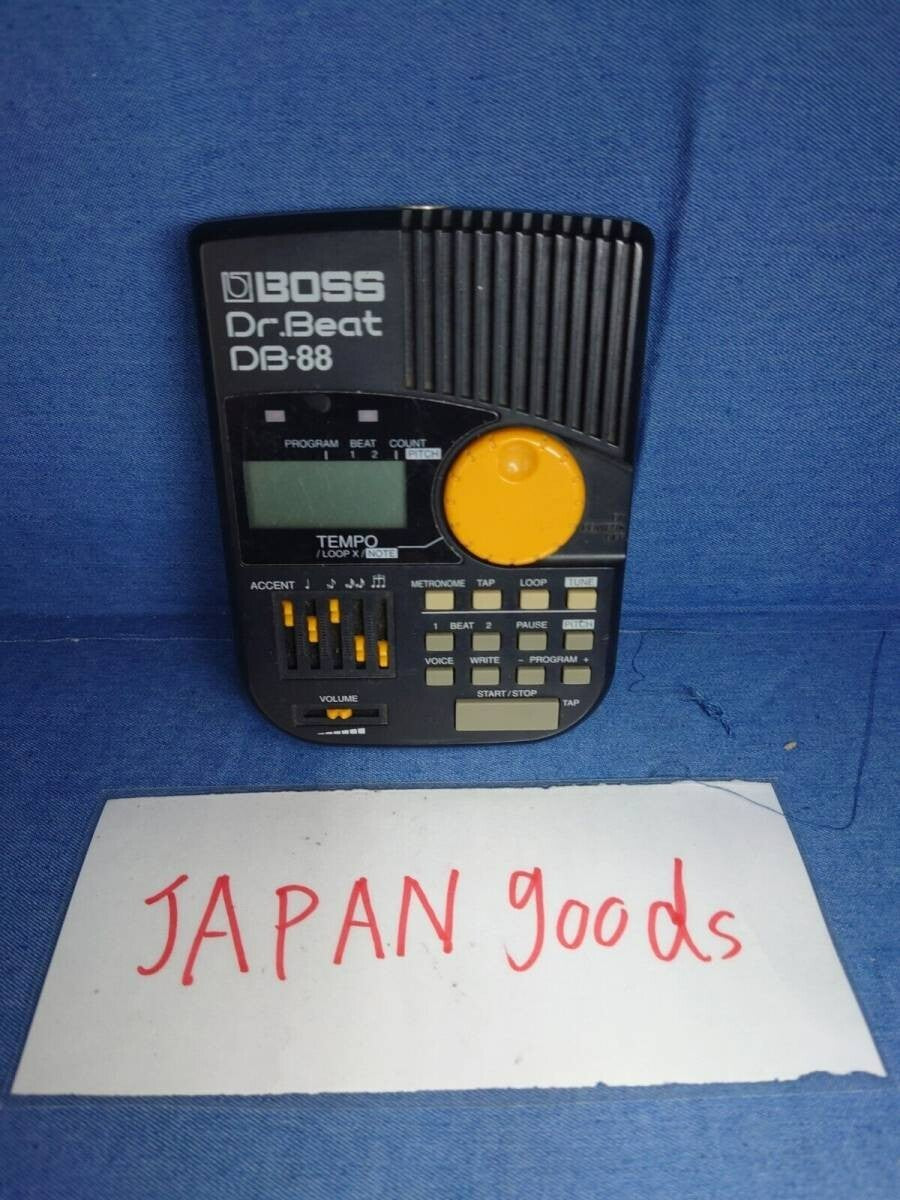 BOSS
Dr.Beat
DB-88
PROGRAM BEAT COUNT
1 2 PITCH
TEMPO
/ LOOP X / NOTE
ACCENT
METRONOME TAP LOOP TUNE
1 BEAT 2 PAUSE PITCH
VOICE WRITE - PROGRAM +
VOLUME
START/STOP
TAP
JAPAN goods